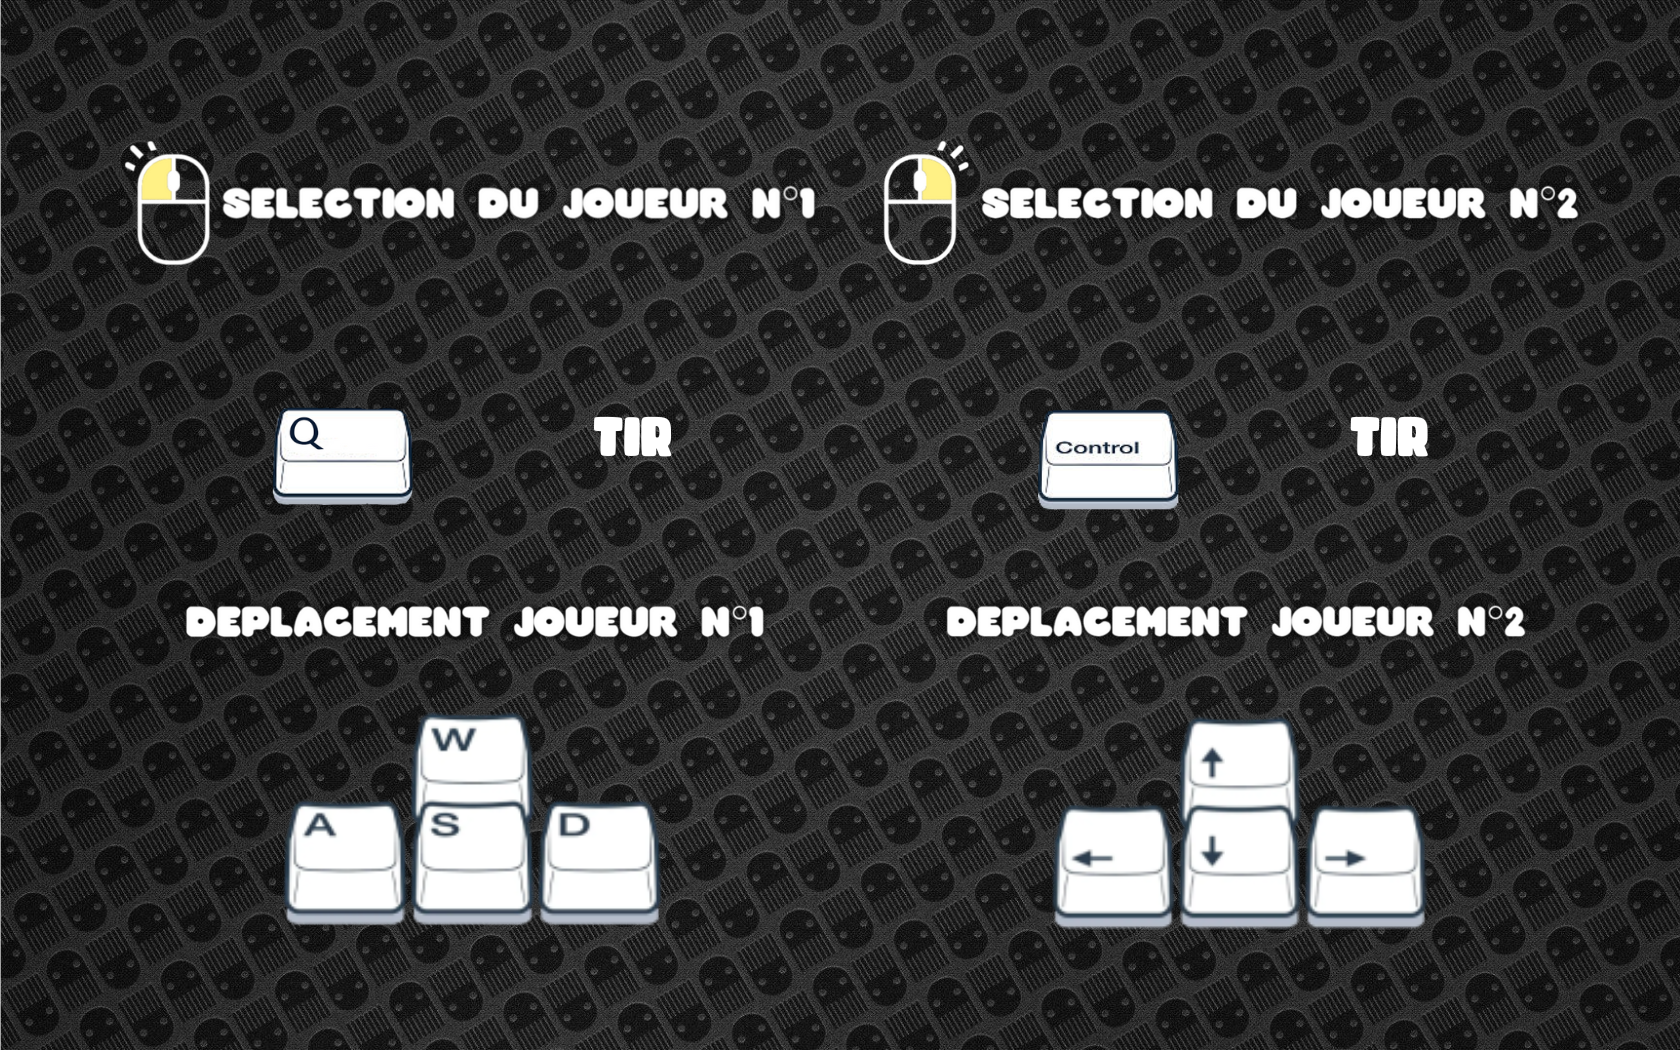 SELECTION DU JOUEUR N°1
SELECTION DU JOUEUR N°2
Q
TIR
Control
TIR
DEPLACEMENT JOUEUR N°1
DEPLACEMENT JOUEUR N°2
W
↑
A S D
← ↓ →